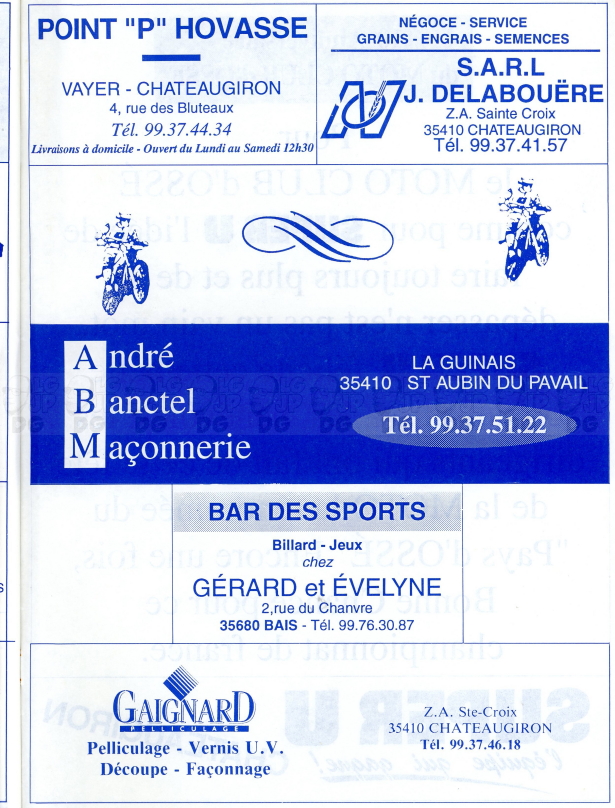 POINT "P" HOVASSE
VAYER - CHATEAUGIRON
4, rue des Bluteaux
Tél. 99.37.44.34
Livraisons à domicile - Ouvert du Lundi au Samedi 12h30
NÉGOCE - SERVICE
GRAINS - ENGRAIS - SEMENCES
S.A.R.L
J. DELABOUËRE
Z.A. Sainte Croix
35410 CHATEAUGIRON
Tél. 99.37.41.57
André
Banctel
Maçonnerie
LA GUINAIS
35410 ST AUBIN DU PAVAIL
Tél. 99.37.51.22
BAR DES SPORTS
Billard - Jeux
chez
GÉRARD et ÉVELYNE
2,rue du Chanvre
35680 BAIS - Tél. 99.76.30.87
GAIGNARD
PELLICULAGE
Pelliculage - Vernis U.V.
Découpe - Façonnage
Z.A. Ste-Croix
35410 CHATEAUGIRON
Tél. 99.37.46.18